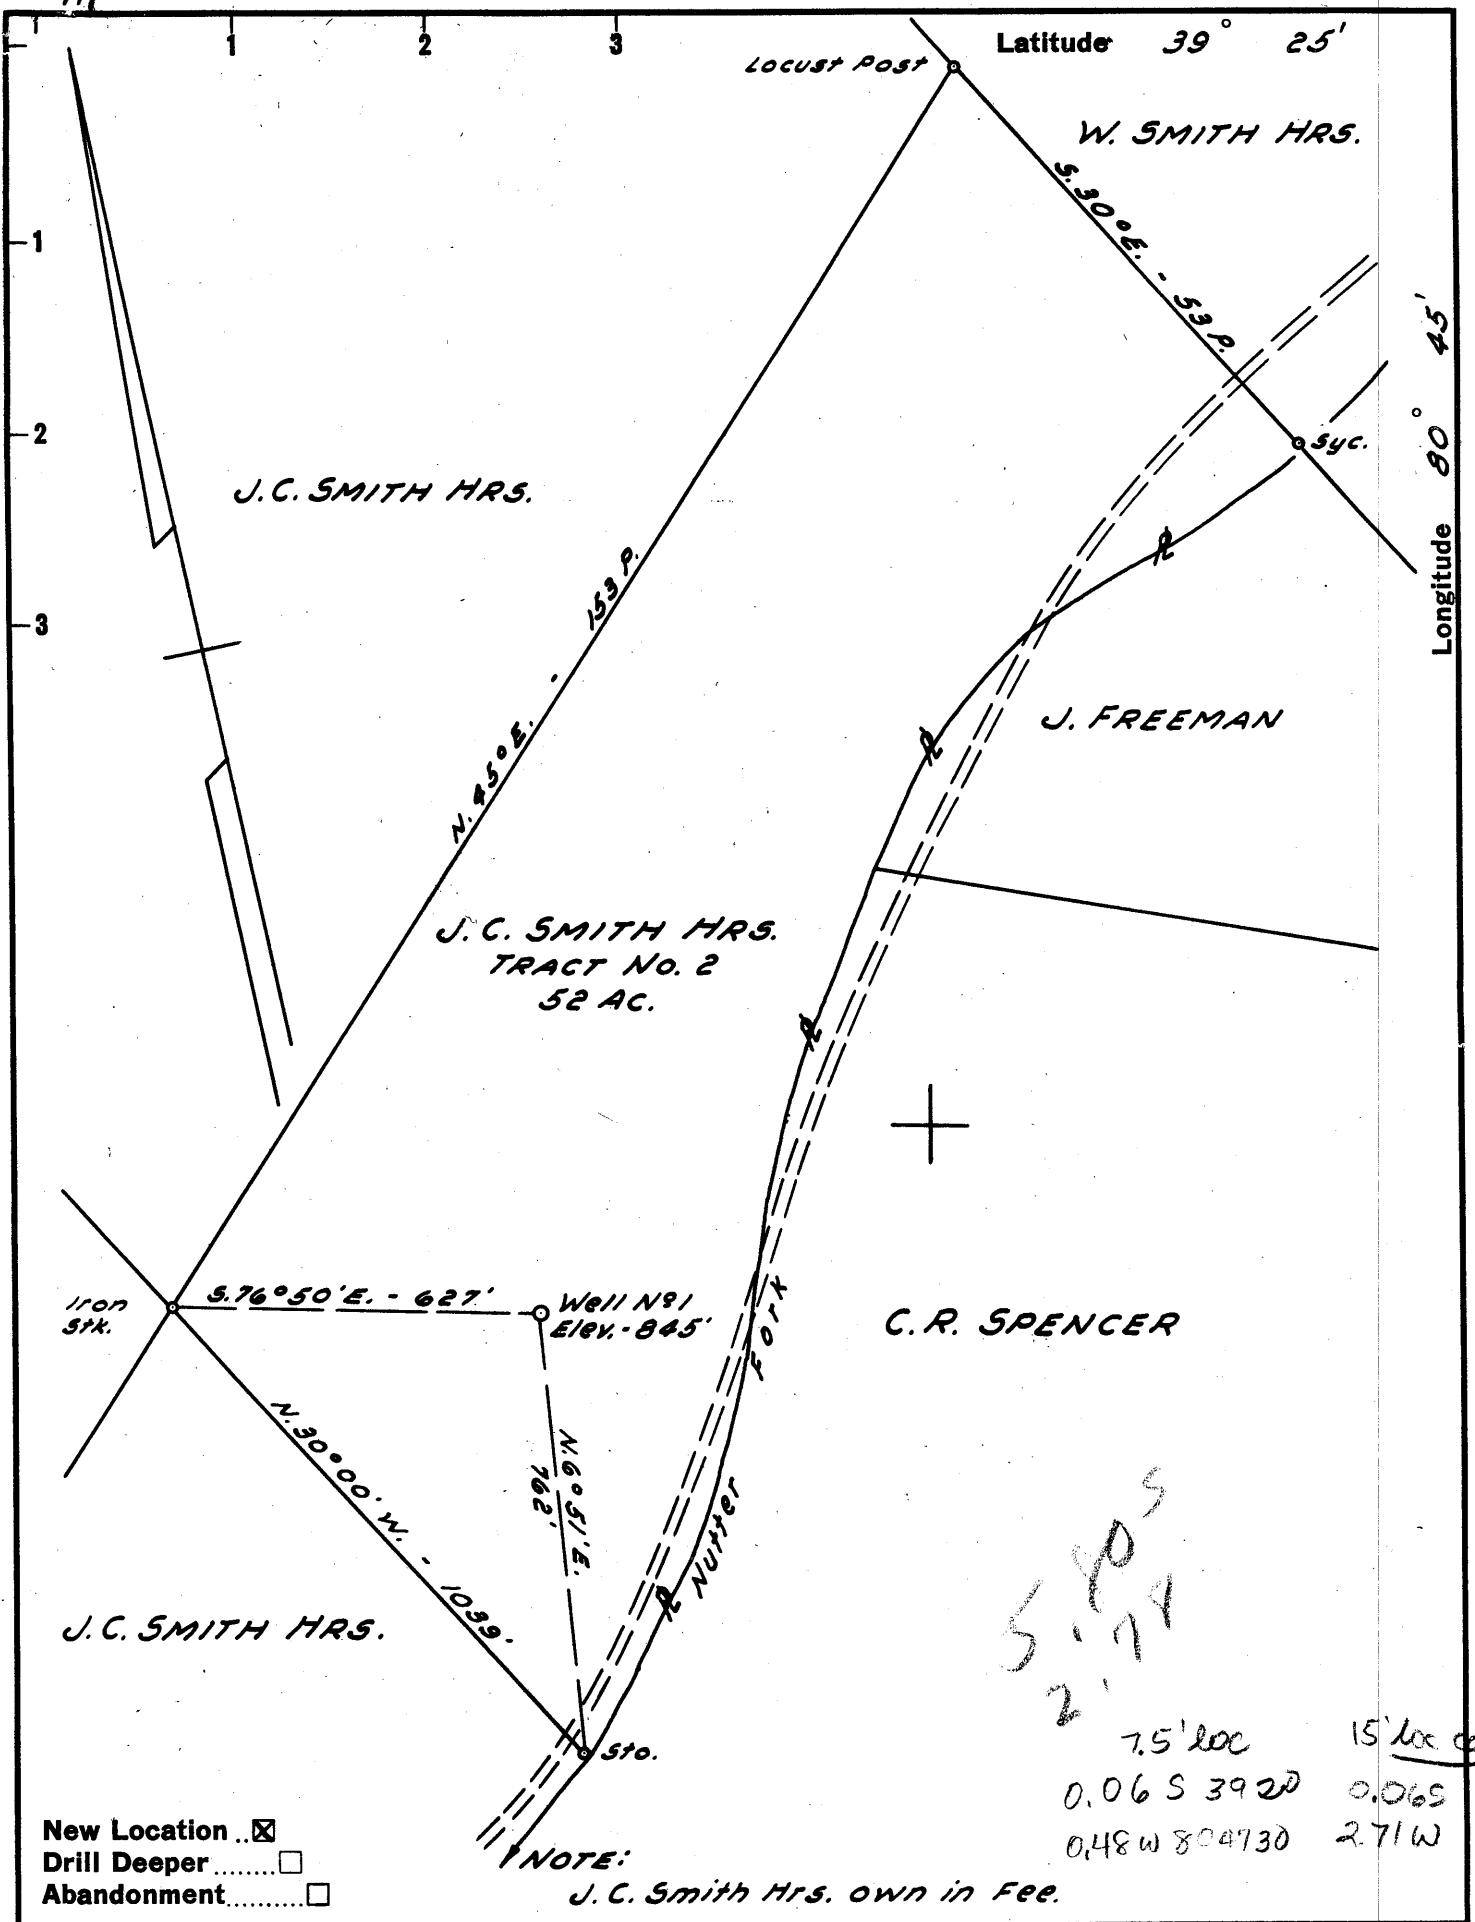 1
2
3
Latitude 39° 25'
Locust Post
W. SMITH HRS.
1
S. 30° E. - 53 P.
Longitude 80° 45'
2
Syc.
J.C. SMITH HRS.
153 P.
3
J. FREEMAN
N. 45° E. -
J.C. SMITH HRS.
TRACT No. 2
52 AC.
Iron
Stk.
S. 76° 50' E. - 627'
Well No 1
Elev. - 845'
C.R. SPENCER
Fork
N. 30° 00' W. - 1039'
N. 6° 51' E.
762'
Nutter
J.C. SMITH HRS.
Sto.
7.5' loc
15' loc
0.06 S 3920
0.06S
0.48 W 804730
2.71 W
New Location .. ☒
Drill Deeper ........ ☐
Abandonment .......... ☐
NOTE:
J.C. Smith Hrs. own in Fee.